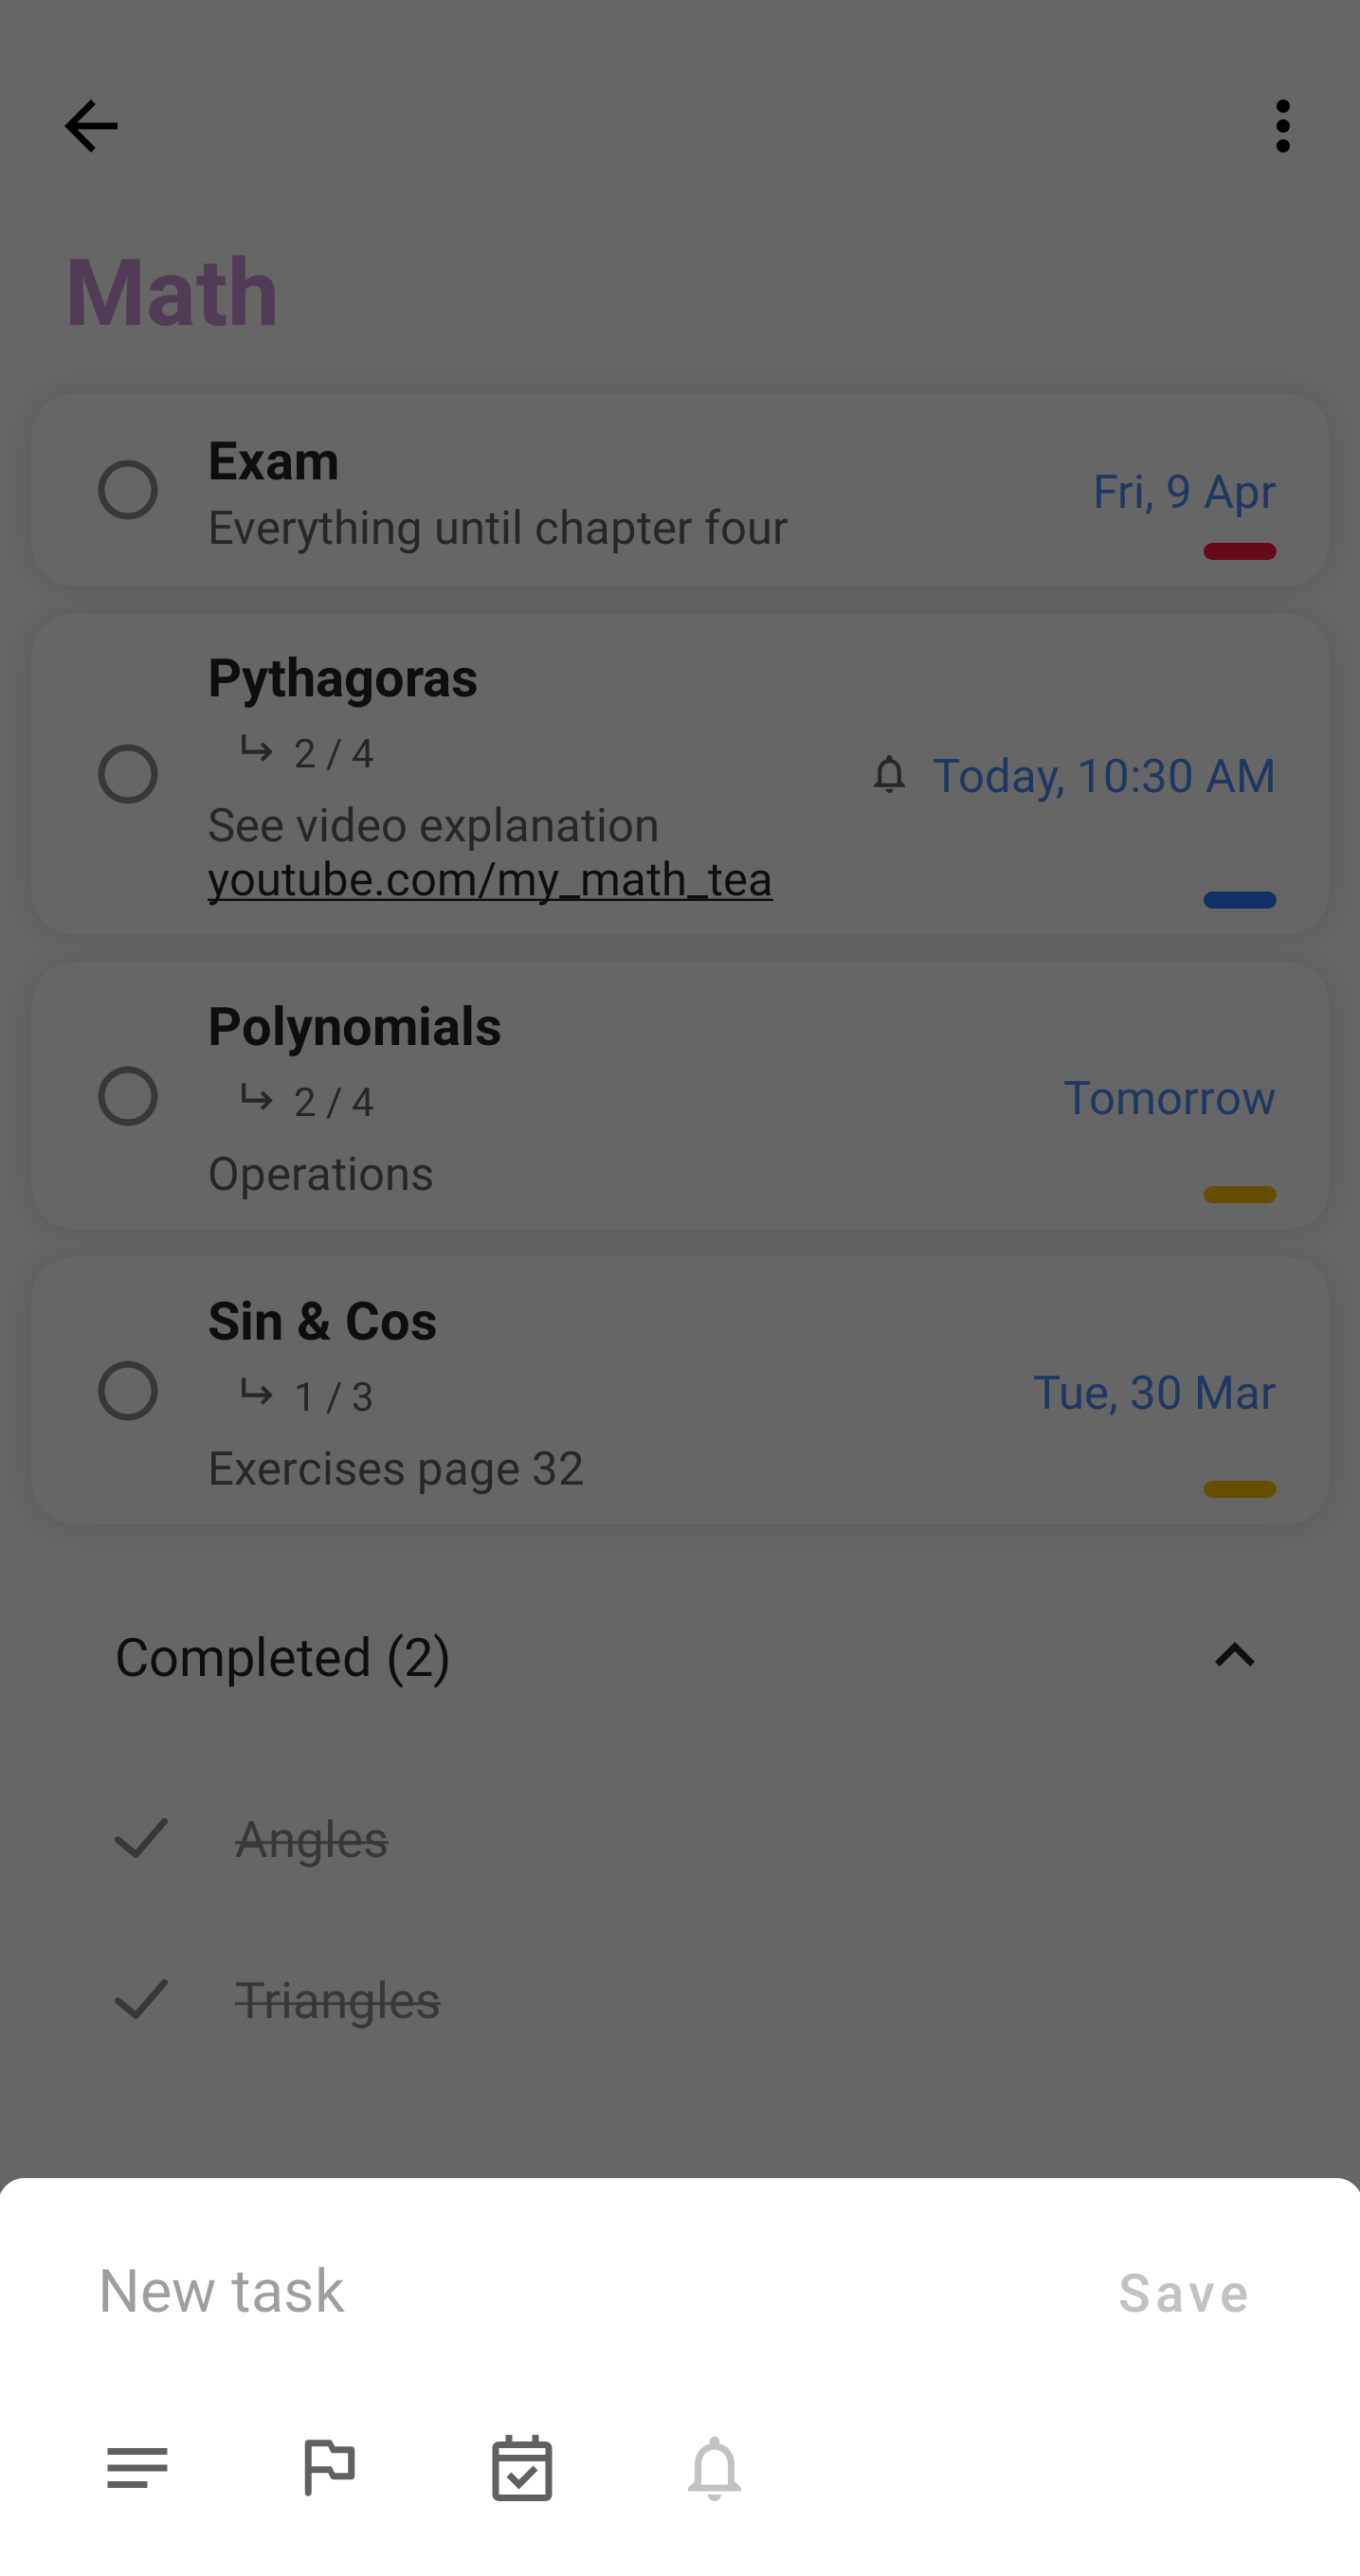 Math
Exam
Everything until chapter four
Fri, 9 Apr
Pythagoras
2 / 4
See video explanation
youtube.com/my_math_tea
Today, 10:30 AM
Polynomials
2 / 4
Operations
Tomorrow
Sin & Cos
1 / 3
Exercises page 32
Tue, 30 Mar
Completed (2)
Angles
Triangles
New task
Save